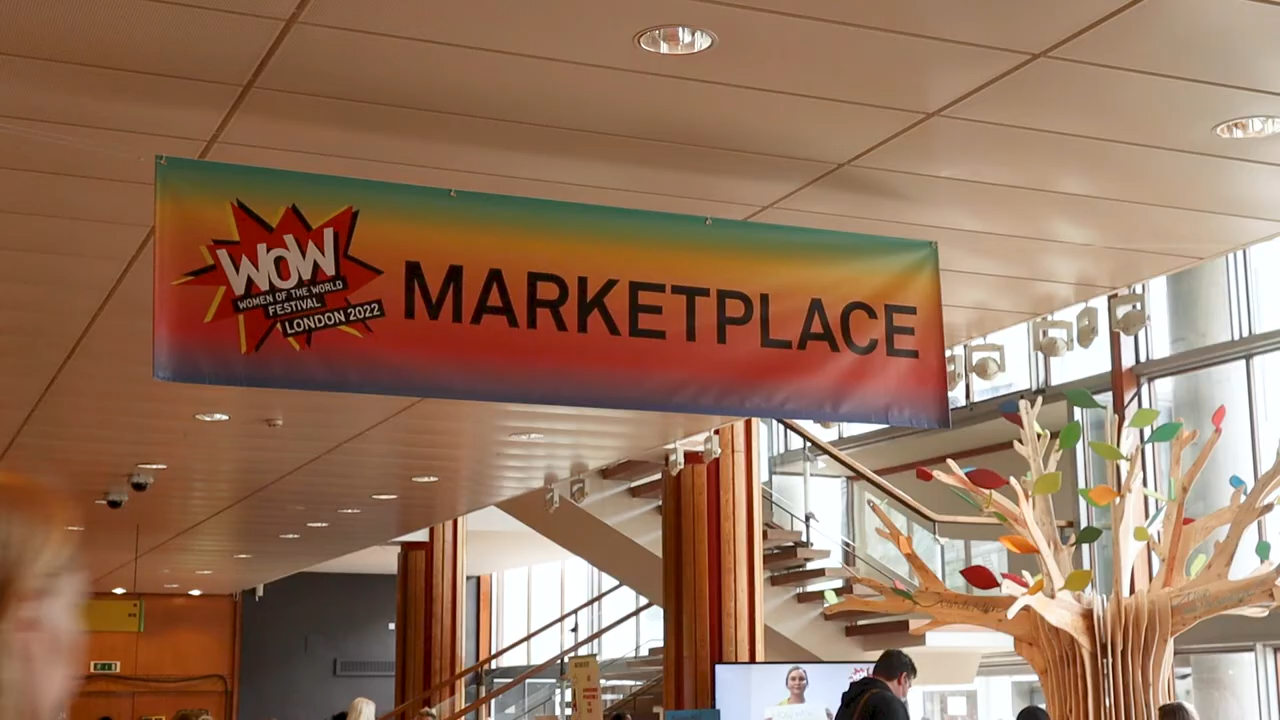 WOW
WOMEN OF THE WORLD
FESTIVAL
LONDON 2022
MARKETPLACE